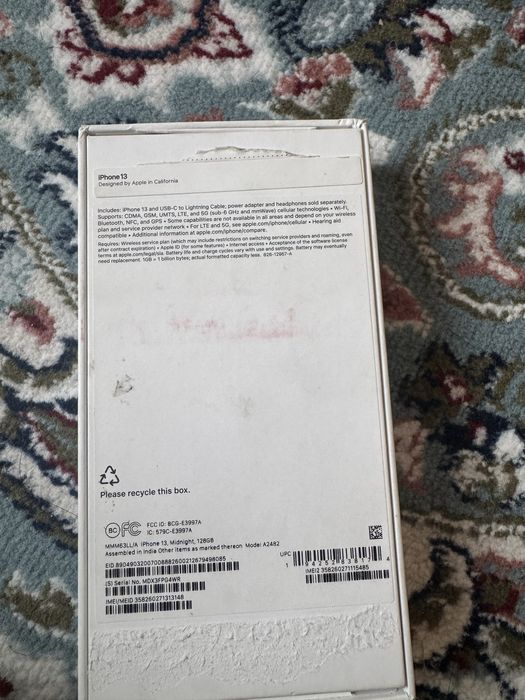 iPhone 13
Designed by Apple in California
Includes: iPhone 13 and USB-C to Lightning Cable; power adapter and headphones sold separately.
Supports: CDMA, GSM, UMTS, LTE, and 5G (sub-6 GHz and mmWave) cellular technologies • Wi-Fi,
Bluetooth, NFC, and GPS • Some capabilities are not available in all areas and depend on your wireless
plan and service provider network • For LTE and 5G, see apple.com/iphone/cellular • Hearing aid
compatible • Additional information at apple.com/iphone/compare.
Requires: Wireless service plan (which may include restrictions on switching service providers and roaming, even
after contract expiration) • Apple ID (for some features) • Internet access • Acceptance of the software license
terms at apple.com/legal/sla. Battery life and charge cycles vary with use and settings. Battery may eventually
need replacement. 1GB = 1 billion bytes; actual formatted capacity less. 826-12967-A
Please recycle this box.
BC FC FCC ID: BCG-E3997A
IC: 579C-E3997A
MMM63LL/A iPhone 13, Midnight, 128GB
Assembled in India Other items as marked thereon Model A2482
EID 89049032007008882600212679498085
UPC
1 94252 8381 4
(S) Serial No. MDX3FPG4WR
IMEI2 358260271115485
IMEI/MEID 358260271313148